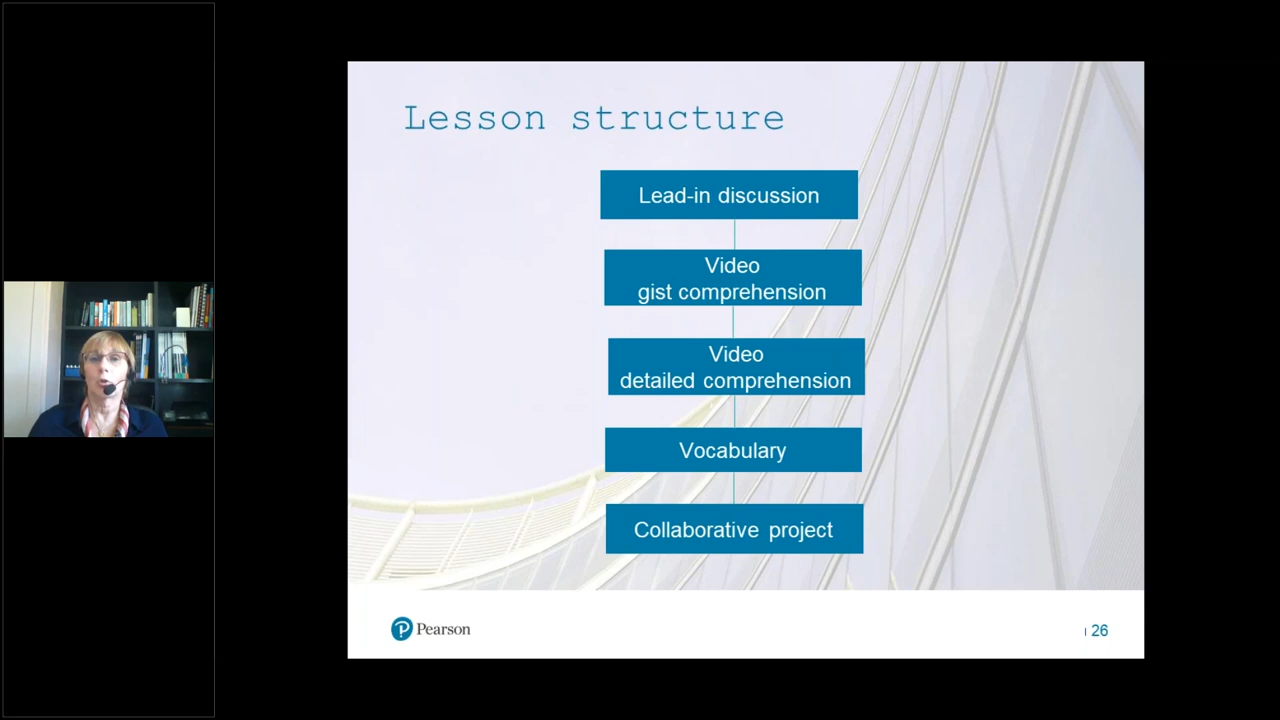 Lesson structure
Lead-in discussion
Video
gist comprehension
Video
detailed comprehension
Vocabulary
Collaborative project
Pearson
26